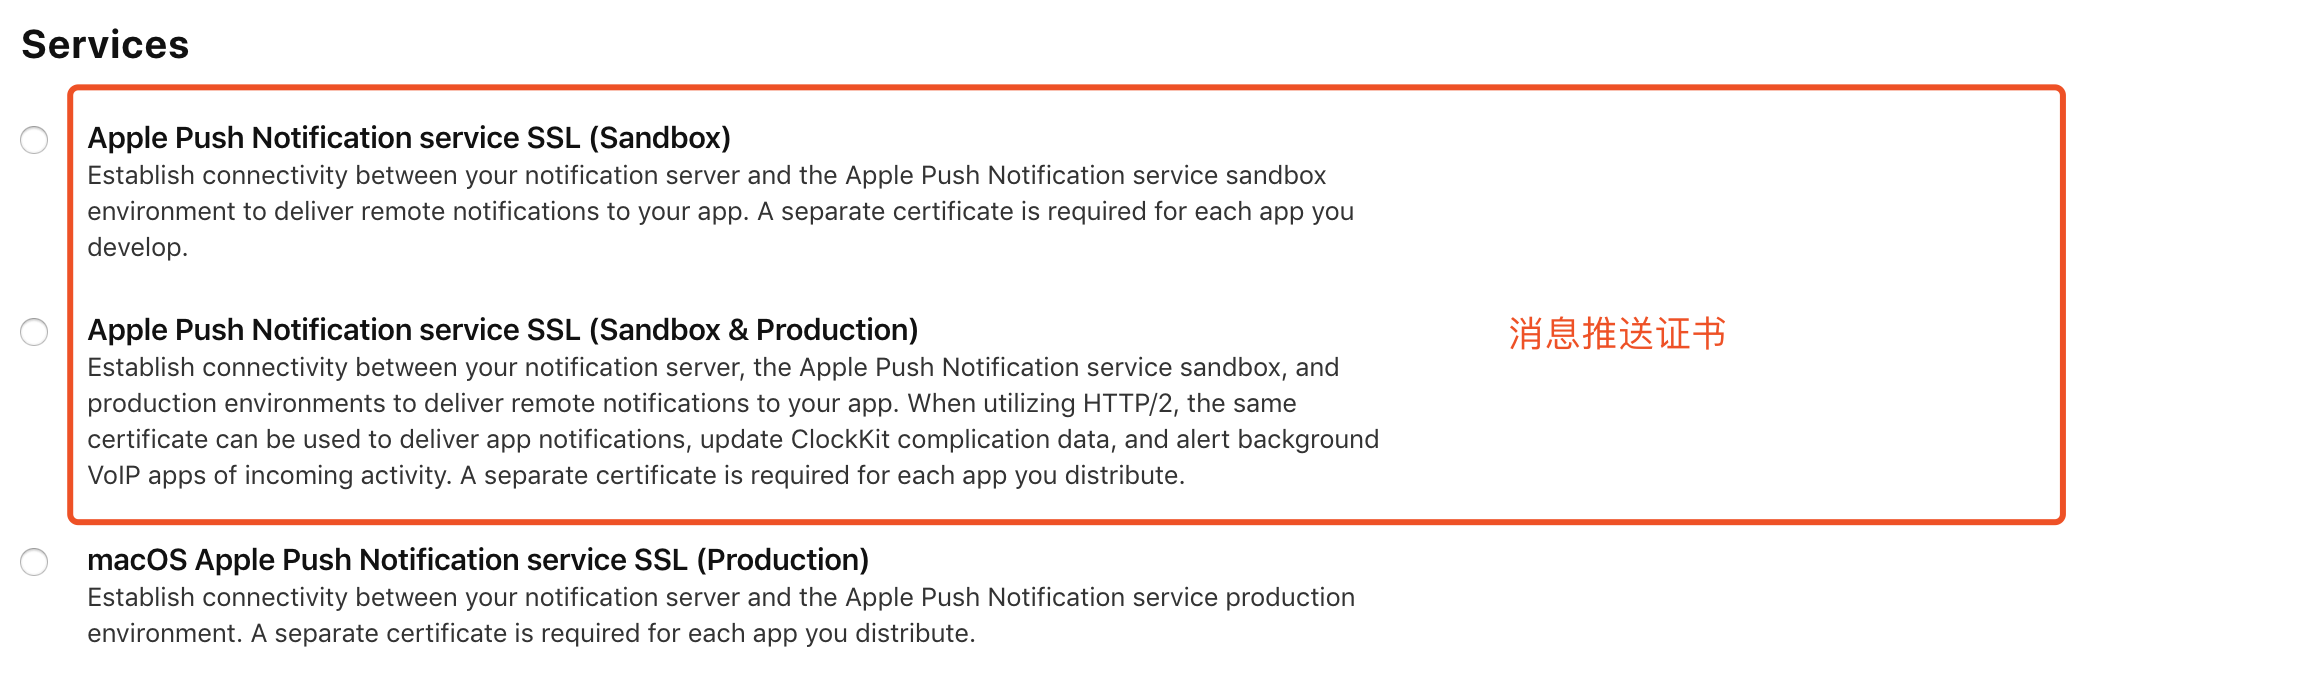 Services
Apple Push Notification service SSL (Sandbox)
Establish connectivity between your notification server and the Apple Push Notification service sandbox
environment to deliver remote notifications to your app. A separate certificate is required for each app you
develop.
Apple Push Notification service SSL (Sandbox & Production)
Establish connectivity between your notification server, the Apple Push Notification service sandbox, and
production environments to deliver remote notifications to your app. When utilizing HTTP/2, the same
certificate can be used to deliver app notifications, update ClockKit complication data, and alert background
VoIP apps of incoming activity. A separate certificate is required for each app you distribute.
消息推送证书
macOS Apple Push Notification service SSL (Production)
Establish connectivity between your notification server and the Apple Push Notification service production
environment. A separate certificate is required for each app you distribute.